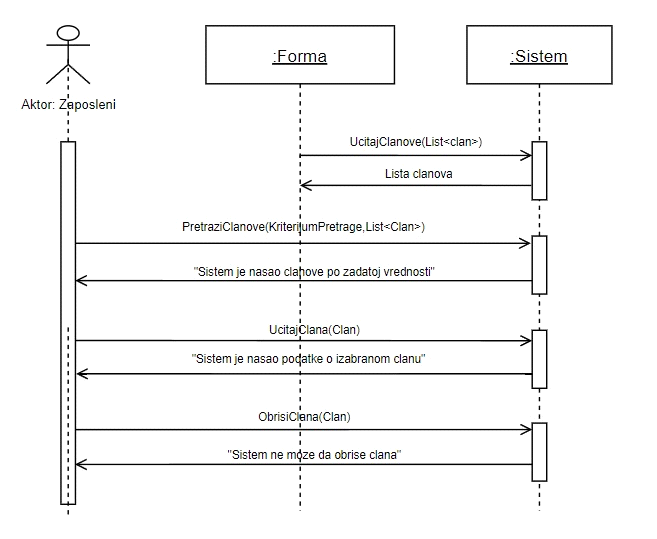 :Forma
:Sistem
Aktor: Zaposleni
UcitajClanove(List<clan>)
Lista clanova
PretraziClanove(KriterijumPretrage,List<Clan>)
"Sistem je nasao clanove po zadatoj vrednosti"
UcitajClana(Clan)
"Sistem je nasao podatke o izabranom clanu"
ObrisiClana(Clan)
"Sistem ne moze da obrise clana"